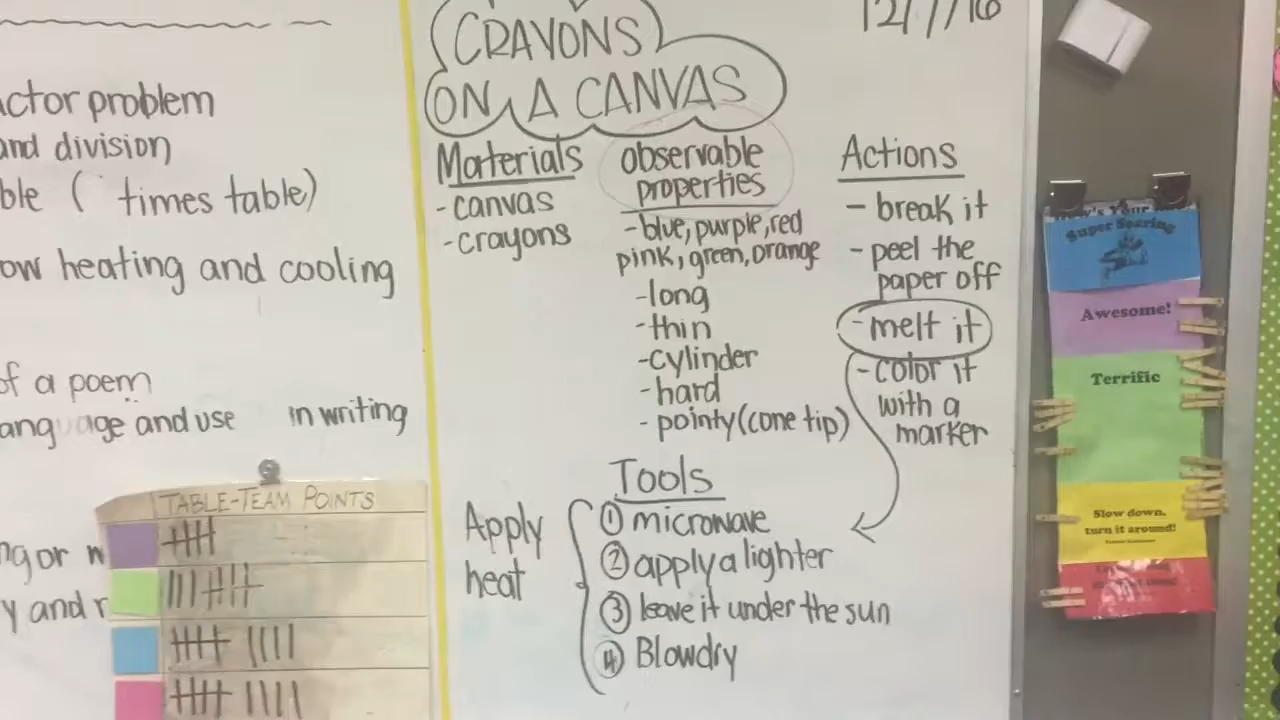 ctor problem
and division
ble ( times table)
ow heating and cooling
of a poem
anguage and use in writing
ng or
y and
TABLE-TEAM POINTS
CRAYONS
ON A CANVAS
12/7/16
Materials
- canvas
- crayons
observable
properties
- blue, purple, red
pink, green, orange
- long
- thin
- cylinder
- hard
- pointy (cone tip)
Actions
- break it
- peel the
paper off
- melt it
- color it
with a
marker
Tools
Apply
heat
① microwave
② apply a lighter
③ leave it under the sun
④ Blowdry
Super Soaring
Awesome!
Terrific
Slow down,
turn it around!